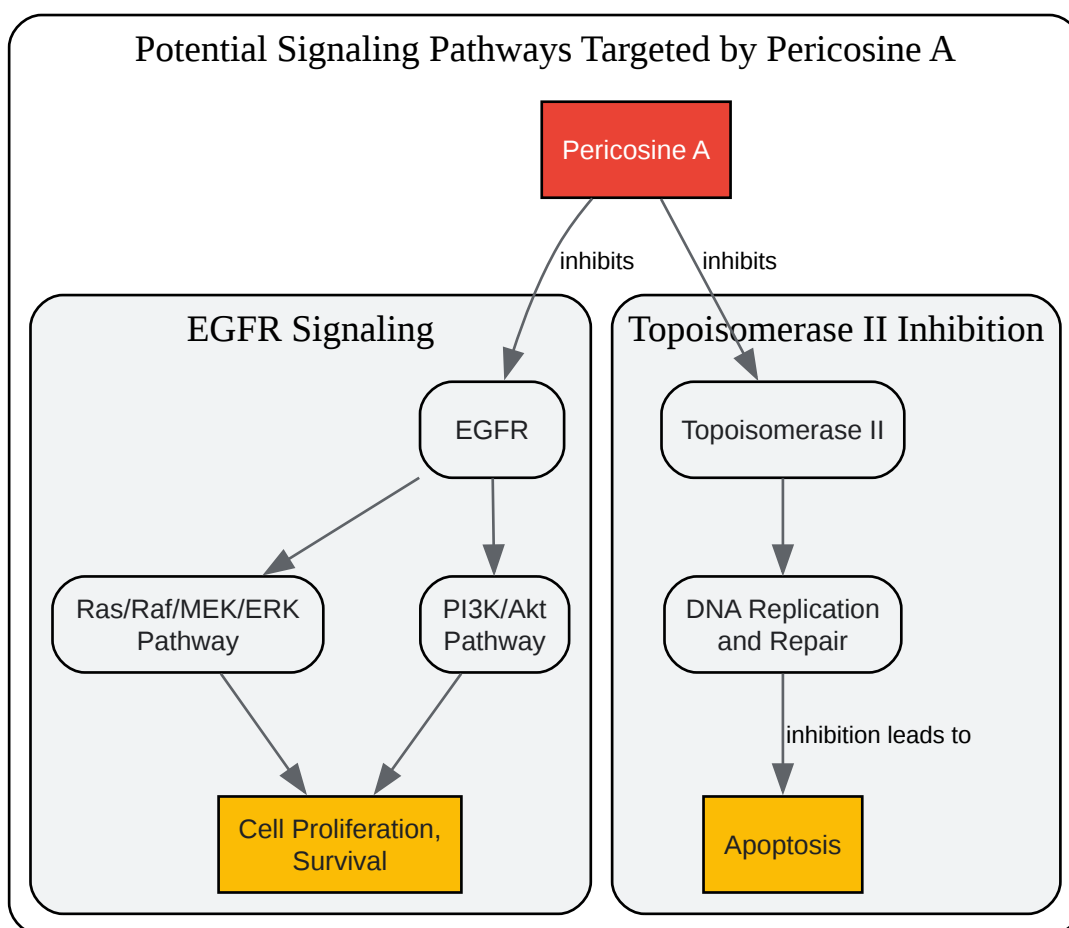 Potential Signaling Pathways Targeted by Pericosine A
Pericosine A
inhibits
inhibits
EGFR Signaling
Topoisomerase II Inhibition
EGFR
Topoisomerase II
Ras/Raf/MEK/ERK
Pathway
PI3K/Akt
Pathway
DNA Replication
and Repair
inhibition leads to
Cell Proliferation,
Survival
Apoptosis